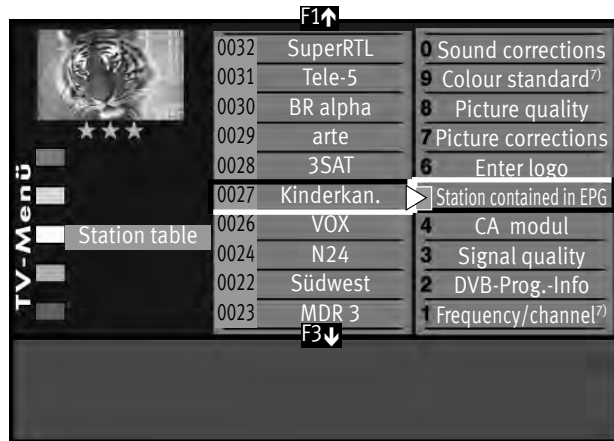 F1↑
TV-Menü
Station table
0032 SuperRTL
0031 Tele-5
0030 BR alpha
0029 arte
0028 3SAT
0027 Kinderkan.
0026 VOX
0024 N24
0022 Südwest
0023 MDR 3
F3↓
0 Sound corrections
9 Colour standard7)
8 Picture quality
7 Picture corrections
6 Enter logo
Station contained in EPG
4 CA modul
3 Signal quality
2 DVB-Prog.-Info
1 Frequency/channel7)